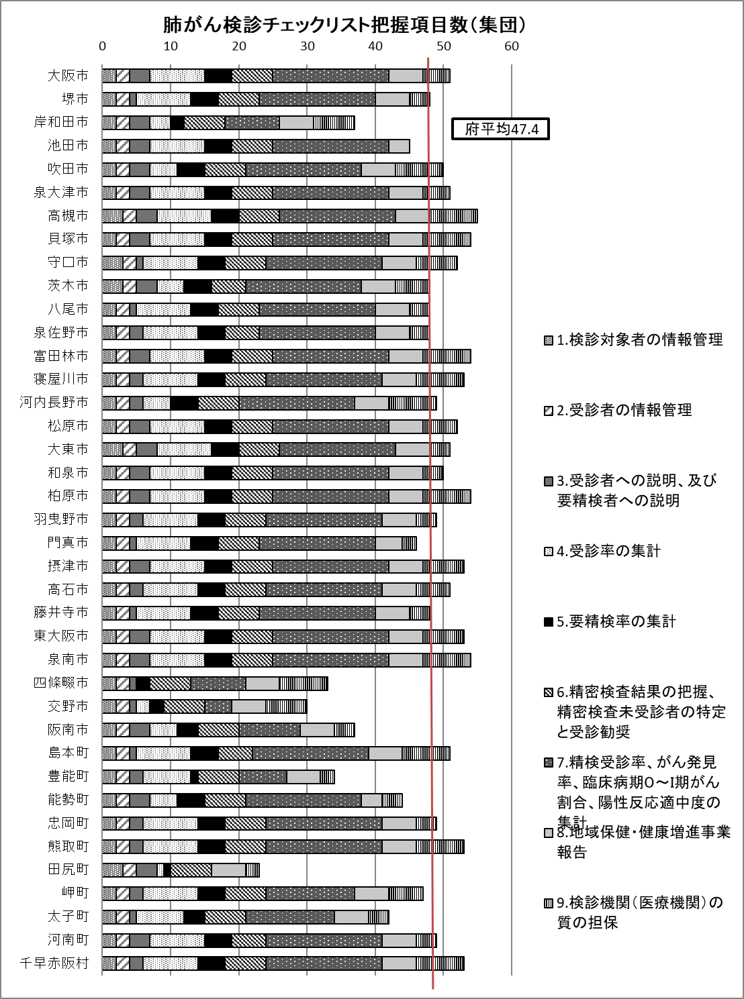 肺がん検診チェックリスト把握項目数（集団）
0 10 20 30 40 50 60
大阪市
堺市
岸和田市
府平均47.4
池田市
吹田市
泉大津市
高槻市
貝塚市
守口市
茨木市
八尾市
泉佐野市
富田林市
寝屋川市
河内長野市
松原市
大東市
和泉市
柏原市
羽曳野市
門真市
摂津市
高石市
藤井寺市
東大阪市
泉南市
四條畷市
交野市
阪南市
島本町
豊能町
能勢町
忠岡町
熊取町
田尻町
岬町
太子町
河南町
千早赤阪村
1.検診対象者の情報管理
2.受診者の情報管理
3.受診者への説明、及び
要精検者への説明
4.受診率の集計
5.要精検率の集計
6.精密検査結果の把握、
精密検査未受診者の特定
と受診勧奨
7.精検受診率、がん発見
率、臨床病期0～I期がん
割合、陽性反応適中度の
集計
8.地域保健・健康増進事業
報告
9.検診機関（医療機関）の
質の担保